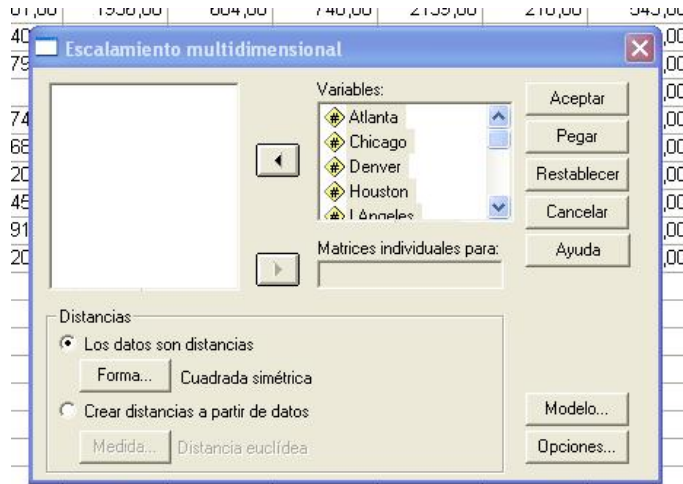 Escalamiento multidimensional
Variables:
Atlanta
Chicago
Denver
Houston
LAngeles
Aceptar
Pegar
Restablecer
Cancelar
Ayuda
Matrices individuales para:
Distancias
Los datos son distancias
Forma... Cuadrada simétrica
Crear distancias a partir de datos
Medida... Distancia euclídea
Modelo...
Opciones...